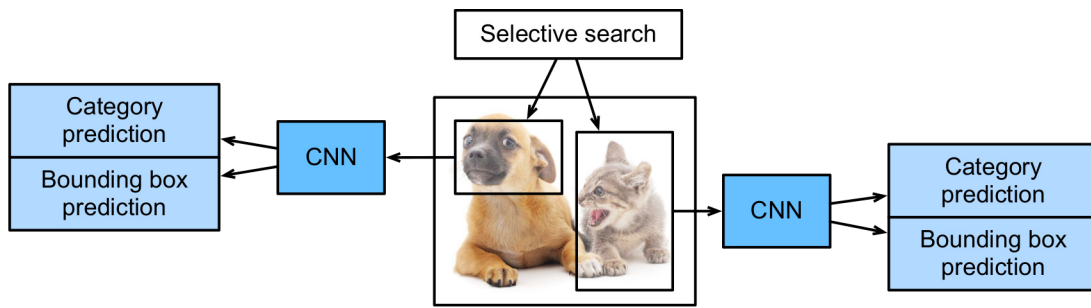 Selective search
Category
prediction
Bounding box
prediction
CNN
CNN
Category
prediction
Bounding box
prediction